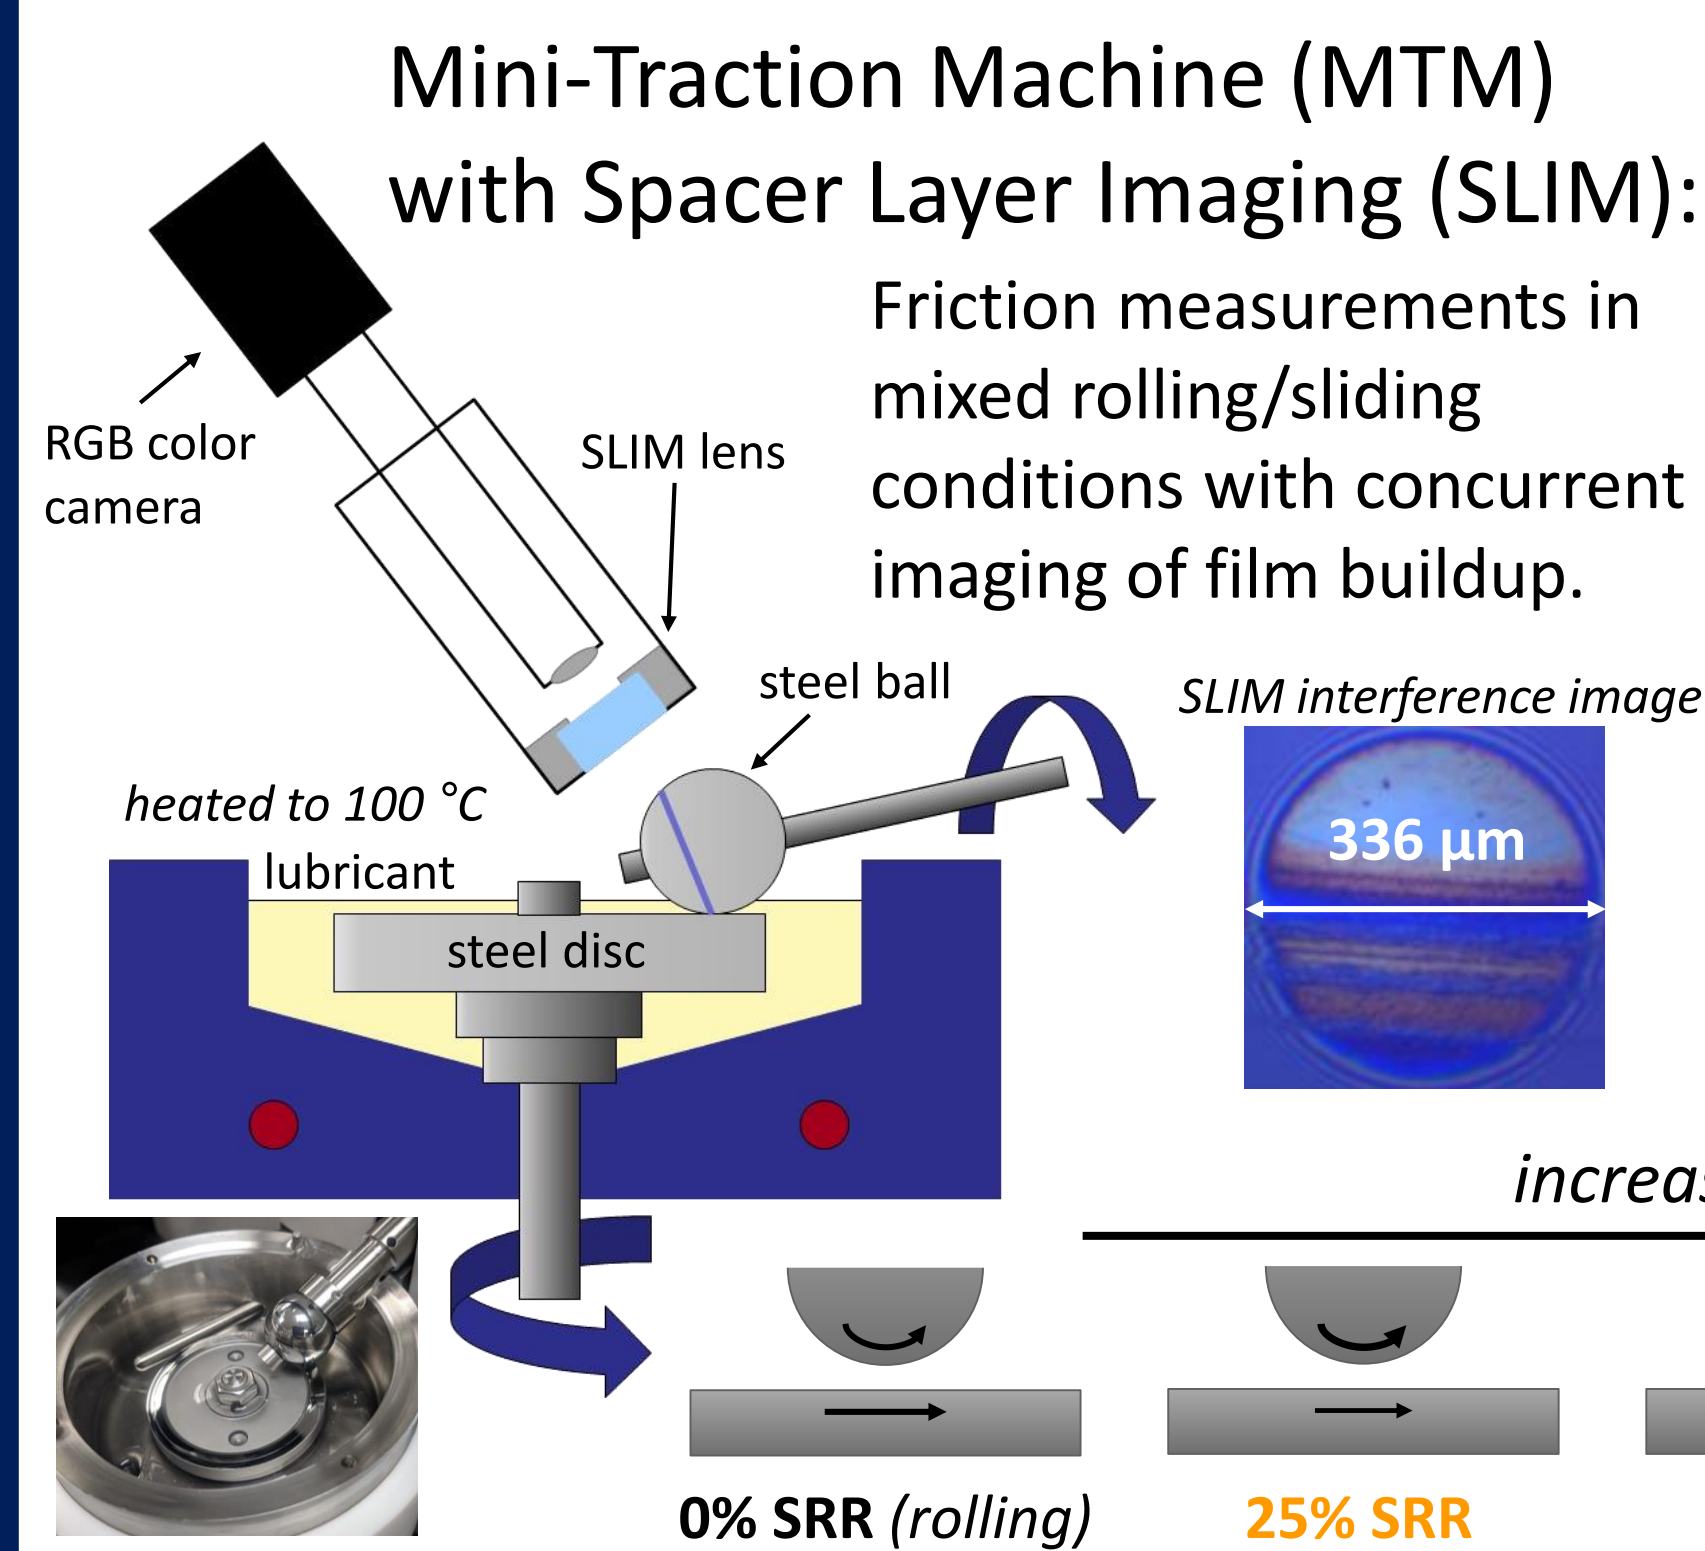 Mini-Traction Machine (MTM)
with Spacer Layer Imaging (SLIM):
Friction measurements in
mixed rolling/sliding
conditions with concurrent
imaging of film buildup.
RGB color
camera
SLIM lens
steel ball
SLIM interference image
heated to 100 °C
lubricant
336 µm
steel disc
0% SRR (rolling)
25% SRR